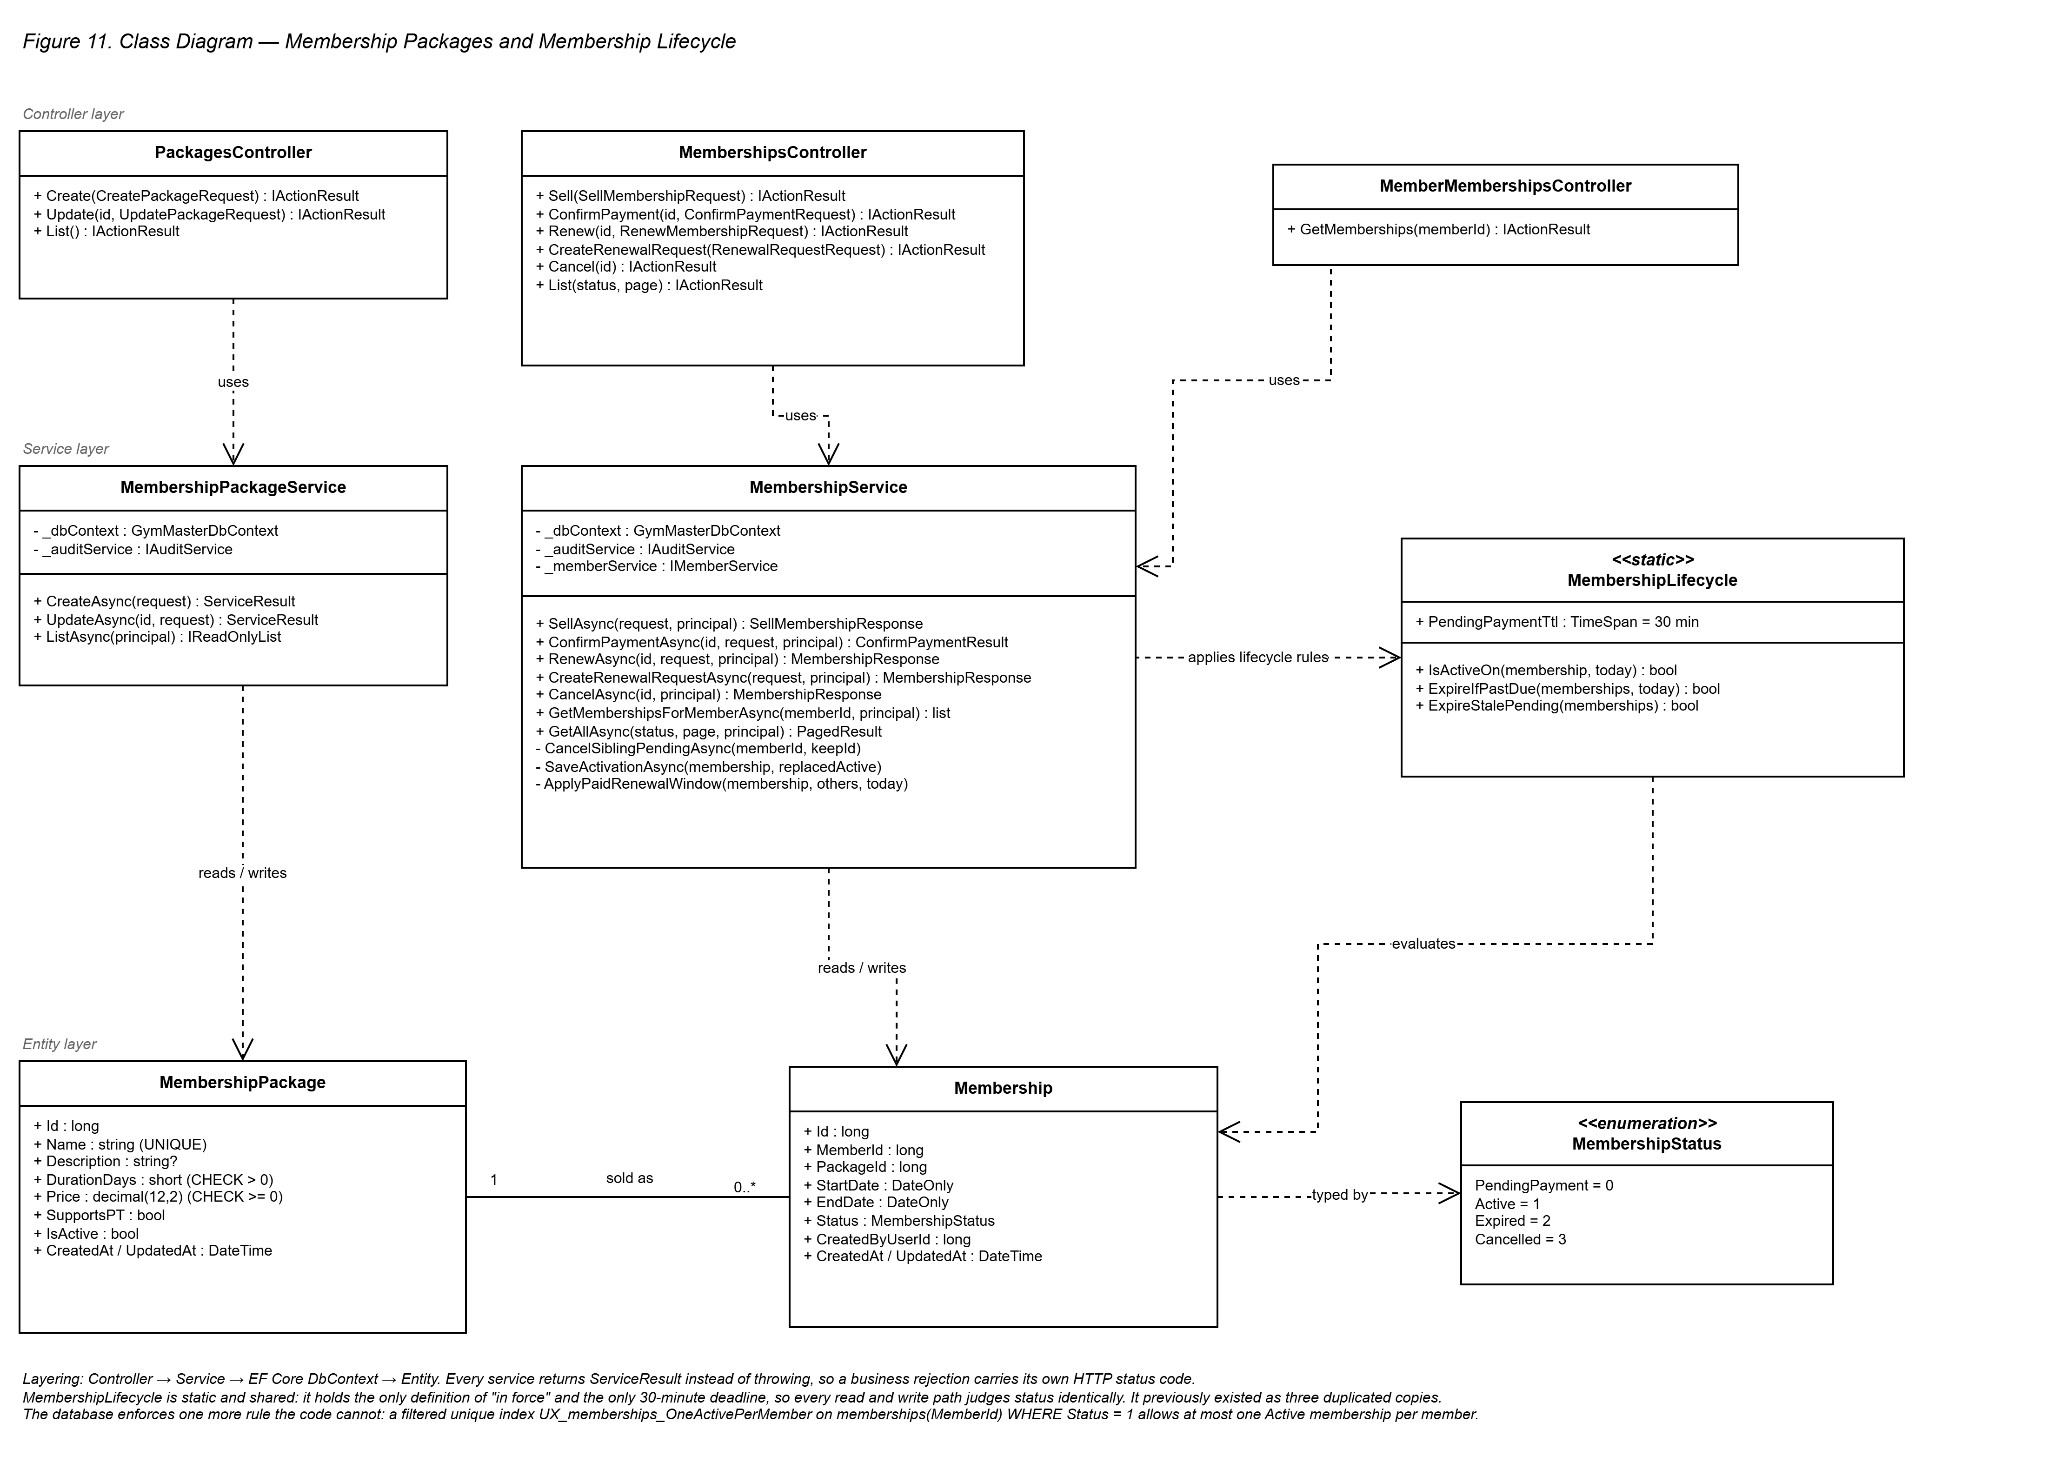 Figure 11. Class Diagram — Membership Packages and Membership Lifecycle
Controller layer
PackagesController
+ Create(CreatePackageRequest) : IActionResult
+ Update(id, UpdatePackageRequest) : IActionResult
+ List() : IActionResult
MembershipsController
+ Sell(SellMembershipRequest) : IActionResult
+ ConfirmPayment(id, ConfirmPaymentRequest) : IActionResult
+ Renew(id, RenewMembershipRequest) : IActionResult
+ CreateRenewalRequest(RenewalRequestRequest) : IActionResult
+ Cancel(id) : IActionResult
+ List(status, page) : IActionResult
MemberMembershipsController
+ GetMemberships(memberId) : IActionResult
uses
uses
uses
Service layer
MembershipPackageService
- _dbContext : GymMasterDbContext
- _auditService : IAuditService
+ CreateAsync(request) : ServiceResult
+ UpdateAsync(id, request) : ServiceResult
+ ListAsync(principal) : IReadOnlyList
MembershipService
- _dbContext : GymMasterDbContext
- _auditService : IAuditService
- _memberService : IMemberService
+ SellAsync(request, principal) : SellMembershipResponse
+ ConfirmPaymentAsync(id, request, principal) : ConfirmPaymentResult
+ RenewAsync(id, request, principal) : MembershipResponse
+ CreateRenewalRequestAsync(request, principal) : MembershipResponse
+ CancelAsync(id, principal) : MembershipResponse
+ GetMembershipsForMemberAsync(memberId, principal) : list
+ GetAllAsync(status, page, principal) : PagedResult
- CancelSiblingPendingAsync(memberId, keepId)
- SaveActivationAsync(membership, replacedActive)
- ApplyPaidRenewalWindow(membership, others, today)
applies lifecycle rules
<<static>>
MembershipLifecycle
+ PendingPaymentTtl : TimeSpan = 30 min
+ IsActiveOn(membership, today) : bool
+ ExpireIfPastDue(memberships, today) : bool
+ ExpireStalePending(memberships) : bool
reads / writes
reads / writes
evaluates
Entity layer
MembershipPackage
+ Id : long
+ Name : string (UNIQUE)
+ Description : string?
+ DurationDays : short (CHECK > 0)
+ Price : decimal(12,2) (CHECK >= 0)
+ SupportsPT : bool
+ IsActive : bool
+ CreatedAt / UpdatedAt : DateTime
1
sold as
0..*
Membership
+ Id : long
+ MemberId : long
+ PackageId : long
+ StartDate : DateOnly
+ EndDate : DateOnly
+ Status : MembershipStatus
+ CreatedByUserId : long
+ CreatedAt / UpdatedAt : DateTime
typed by
<<enumeration>>
MembershipStatus
PendingPayment = 0
Active = 1
Expired = 2
Cancelled = 3
Layering: Controller → Service → EF Core DbContext → Entity. Every service returns ServiceResult instead of throwing, so a business rejection carries its own HTTP status code.
MembershipLifecycle is static and shared: it holds the only definition of "in force" and the only 30-minute deadline, so every read and write path judges status identically. It previously existed as three duplicated copies.
The database enforces one more rule the code cannot: a filtered unique index UX_memberships_OneActivePerMember on memberships(MemberId) WHERE Status = 1 allows at most one Active membership per member.